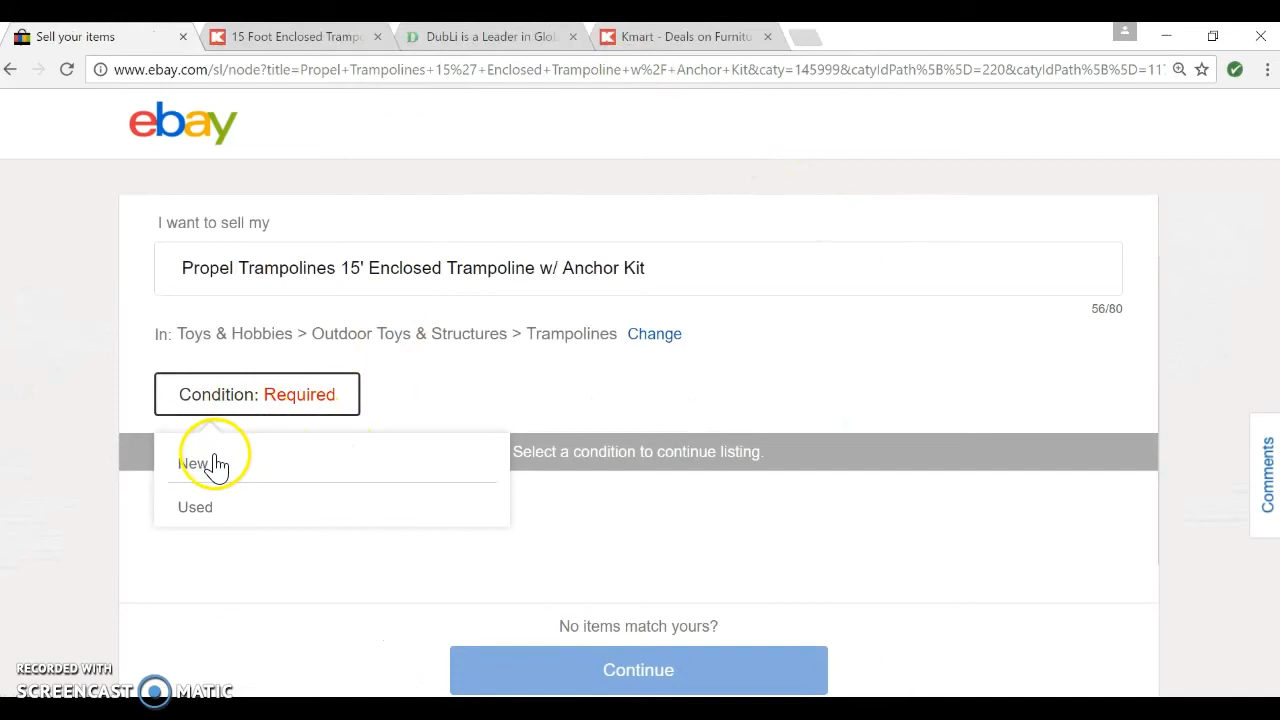 Sell your items
15 Foot Enclosed Trampo
DubLi is a Leader in Glo
Kmart - Deals on Furnitu
www.ebay.com/sl/node?title=Propel+Trampolines+15%27+Enclosed+Trampoline+w%2F+Anchor+Kit&caty=145999&catyIdPath%5B%5D=220&catyIdPath%5B%5D=117
ebay
I want to sell my
Propel Trampolines 15' Enclosed Trampoline w/ Anchor Kit
56/80
In: Toys & Hobbies > Outdoor Toys & Structures > Trampolines Change
Condition: Required
Select a condition to continue listing.
New
Used
Comments
No items match yours?
Continue
RECORDED WITH
SCREENCAST MATIC